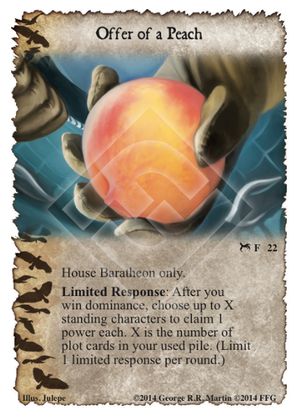 Offer of a Peach
F 22
House Baratheon only.
Limited Response: After you
win dominance, choose up to X
standing characters to claim 1
power each. X is the number of
plot cards in your used pile. (Limit
1 limited response per round.)
Illus. Julepe
©2014 George R.R. Martin ©2014 FFG